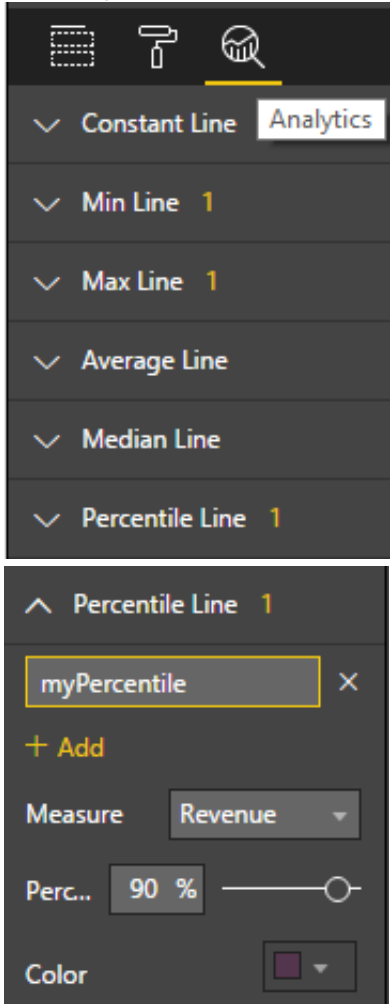 Constant Line Analytics
Min Line 1
Max Line 1
Average Line
Median Line
Percentile Line 1
Percentile Line 1
myPercentile ×
+ Add
Measure Revenue
Perc... 90 %
Color